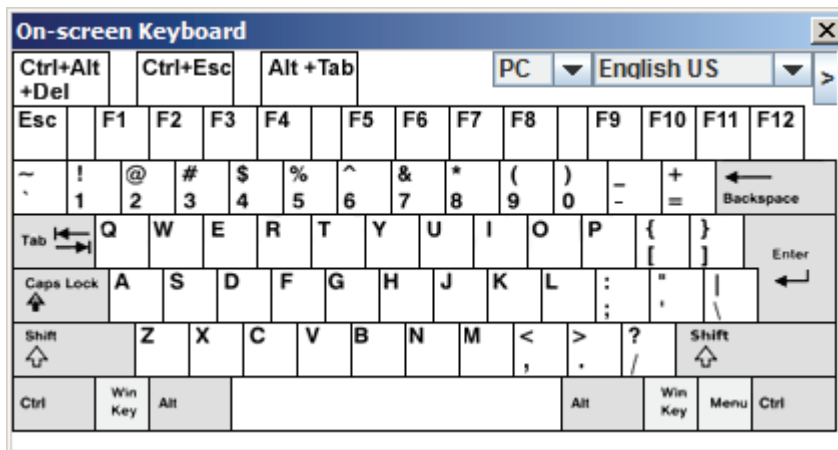 On-screen Keyboard X
Ctrl+Alt Ctrl+Esc Alt +Tab PC English US >
+Del
Esc F1 F2 F3 F4 F5 F6 F7 F8 F9 F10 F11 F12
~ ! @ # $ % ^ & * ( ) _ + Backspace
` 1 2 3 4 5 6 7 8 9 0 - =
Tab Q W E R T Y U I O P { } Enter
[ ]
Caps Lock A S D F G H J K L : " |
; ' \
Shift Z X C V B N M < > ? Shift
, . /
Ctrl Win Alt Alt Win Menu Ctrl
Key Key